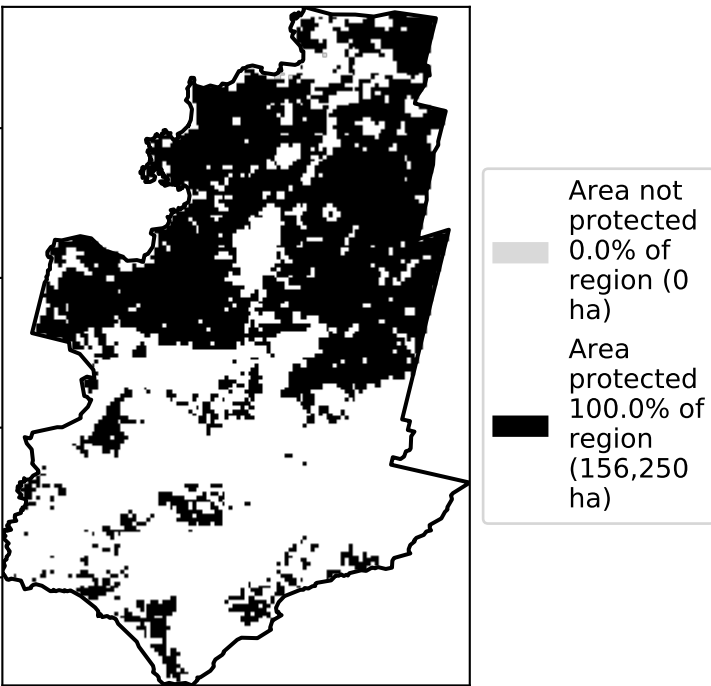 Area not
protected
0.0% of
region (0
ha)
Area
protected
100.0% of
region
(156,250
ha)